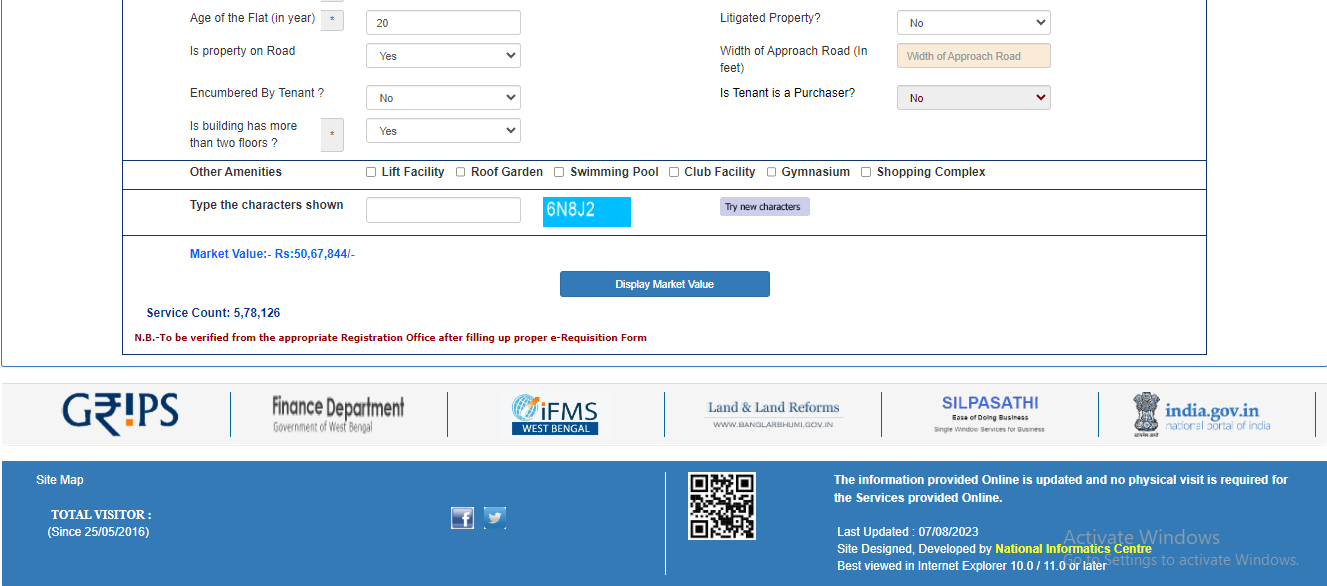 Age of the Flat (in year) * 20 Litigated Property? No
Is property on Road Yes Width of Approach Road (In feet) Width of Approach Road
Encumbered By Tenant ? No Is Tenant is a Purchaser? No
Is building has more than two floors ? * Yes
Other Amenities Lift Facility Roof Garden Swimming Pool Club Facility Gymnasium Shopping Complex
Type the characters shown 6N8J2 Try new characters
Market Value:- Rs:50,67,844/-
Display Market Value
Service Count: 5,78,126
N.B.-To be verified from the appropriate Registration Office after filling up proper e-Requisition Form
GRIPS
Finance Department
Government of West Bengal
iFMS
WEST BENGAL
Land & Land Reforms
WWW.BANGLARBHUMI.GOV.IN
SILPASATHI
Ease of Doing Business
Single Window Services for Business
सत्यमेव जयते
india.gov.in
national portal of india
Site Map
TOTAL VISITOR :
(Since 25/05/2016)
The information provided Online is updated and no physical visit is required for
the Services provided Online.
Last Updated : 07/08/2023
Site Designed, Developed by National Informatics Centre
Best viewed in Internet Explorer 10.0 / 11.0 or later
Activate Windows
Go to Settings to activate Windows.